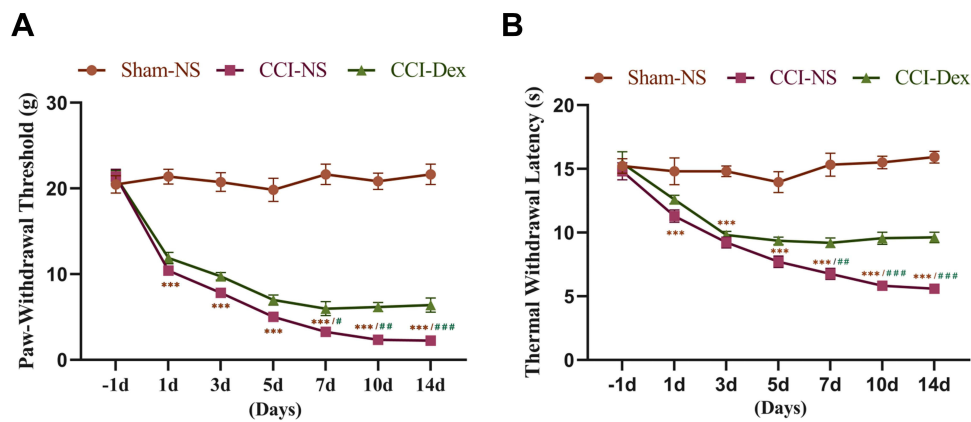 A
Sham-NS CCI-NS CCI-Dex
Paw-Withdrawal Threshold (g)
30
20
10
0
***
***
***
***/#
***/##
***/###
-1d 1d 3d 5d 7d 10d 14d
(Days)
B
Sham-NS CCI-NS CCI-Dex
Thermal Withdrawal Latency (s)
20
15
10
5
0
***
***
***
***/##
***/###
***/###
-1d 1d 3d 5d 7d 10d 14d
(Days)